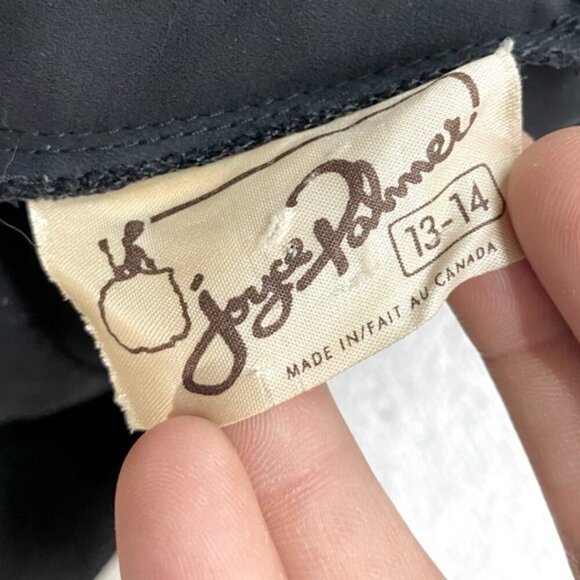 Joyce Palmer
13-14
MADE IN/FAIT AU CANADA